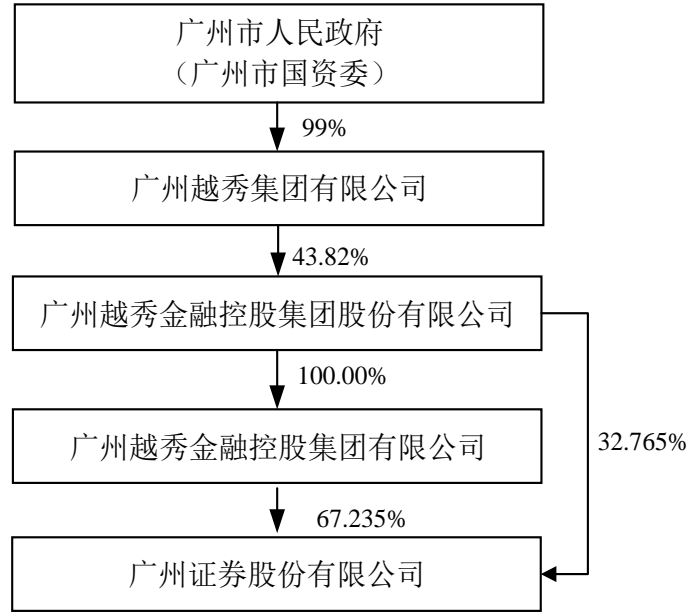 广州市人民政府
（广州市国资委）
99%
广州越秀集团有限公司
43.82%
广州越秀金融控股集团股份有限公司
100.00%
广州越秀金融控股集团有限公司
32.765%
67.235%
广州证券股份有限公司